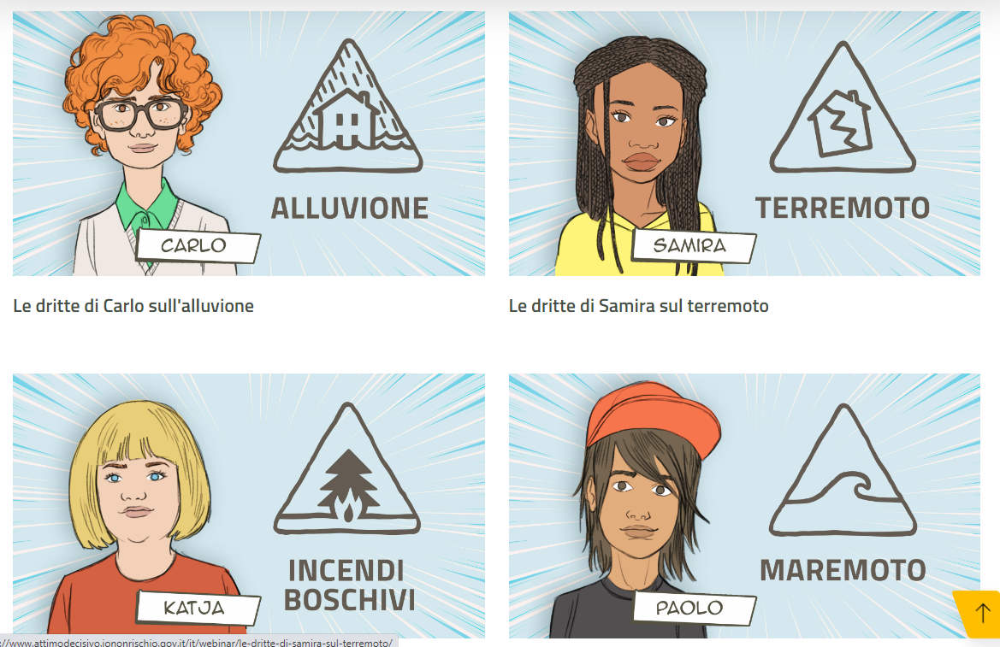 ALLUVIONE
CARLO
TERREMOTO
SAMIRA
Le dritte di Carlo sull'alluvione
Le dritte di Samira sul terremoto
INCENDI
BOSCHIVI
KATJA
MAREMOTO
PAOLO
://www.attimodecisivo.iononrischio.gov.it/it/webinar/le-dritte-di-samira-sul-terremoto/